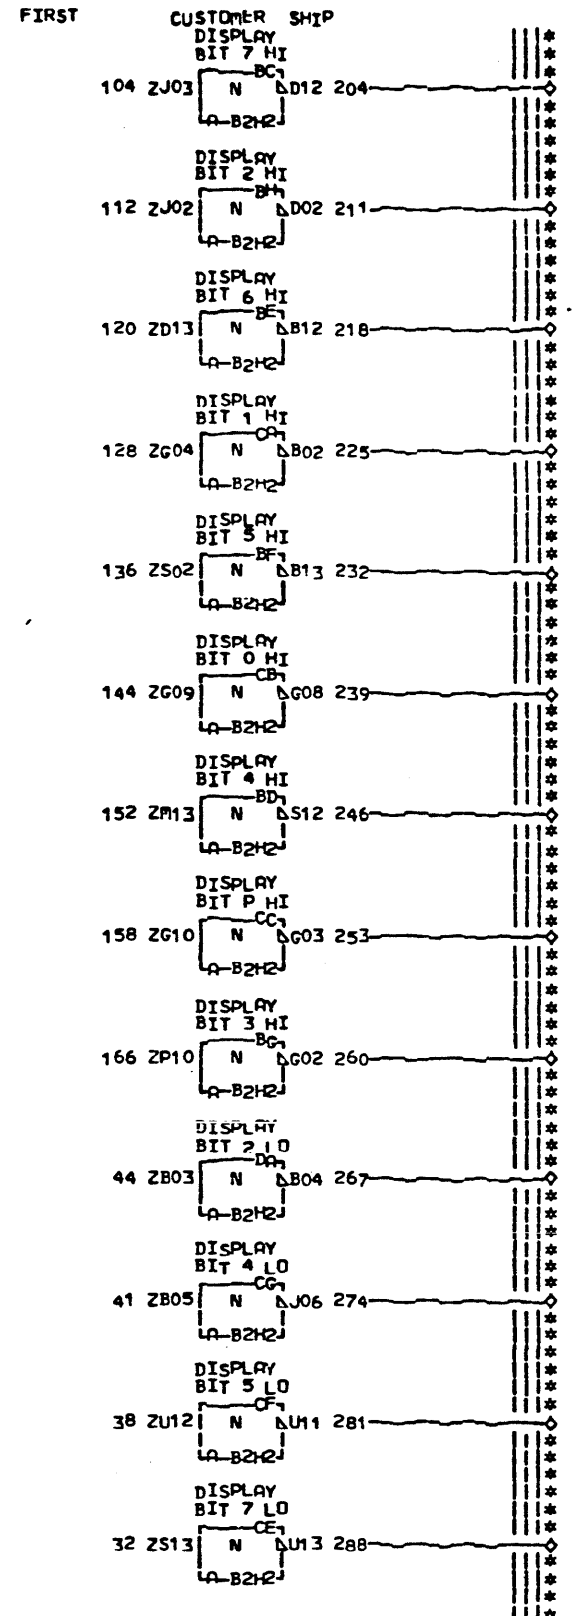 FIRST CUSTOMER SHIP
DISPLAY
BIT 7 HI
BC
104 ZJ03 N D12 204
A B2H2
DISPLAY
BIT 2 HI
BH
112 ZJ02 N D02 211
A B2H2
DISPLAY
BIT 6 HI
BE
120 ZD13 N B12 218
A B2H2
DISPLAY
BIT 1 HI
CA
128 ZG04 N B02 225
A B2H2
DISPLAY
BIT 5 HI
BF
136 ZS02 N B13 232
A B2H2
DISPLAY
BIT 0 HI
CB
144 ZG09 N G08 239
A B2H2
DISPLAY
BIT 4 HI
BD
152 ZM13 N S12 246
A B2H2
DISPLAY
BIT P HI
CC
158 ZG10 N G03 253
A B2H2
DISPLAY
BIT 3 HI
BG
166 ZP10 N G02 260
A B2H2
DISPLAY
BIT 2 LO
DA
44 ZB03 N B04 267
A B2H2
DISPLAY
BIT 4 LO
CG
41 ZB05 N J06 274
A B2H2
DISPLAY
BIT 5 LO
CF
38 ZU12 N U11 281
A B2H2
DISPLAY
BIT 7 LO
CE
32 ZS13 N U13 288
A B2H2